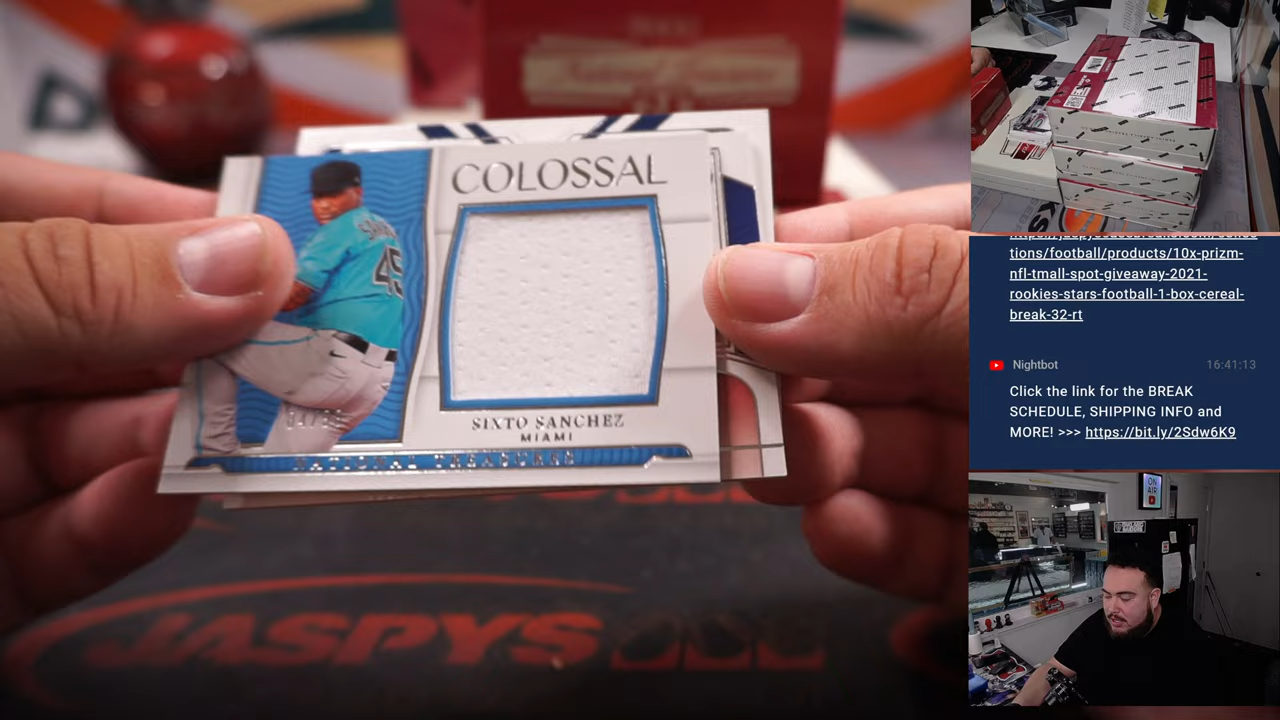 COLOSSAL
45
SIXTO SANCHEZ
MIAMI
NATIONAL TREASURES
JASPYS
tions/football/products/10x-prizm-
nfl-tmall-spot-giveaway-2021-
rookies-stars-football-1-box-cereal-
break-32-rt
Nightbot
16:41:13
Click the link for the BREAK
SCHEDULE, SHIPPING INFO and
MORE! >>> https://bit.ly/2Sdw6K9
ON
AIR